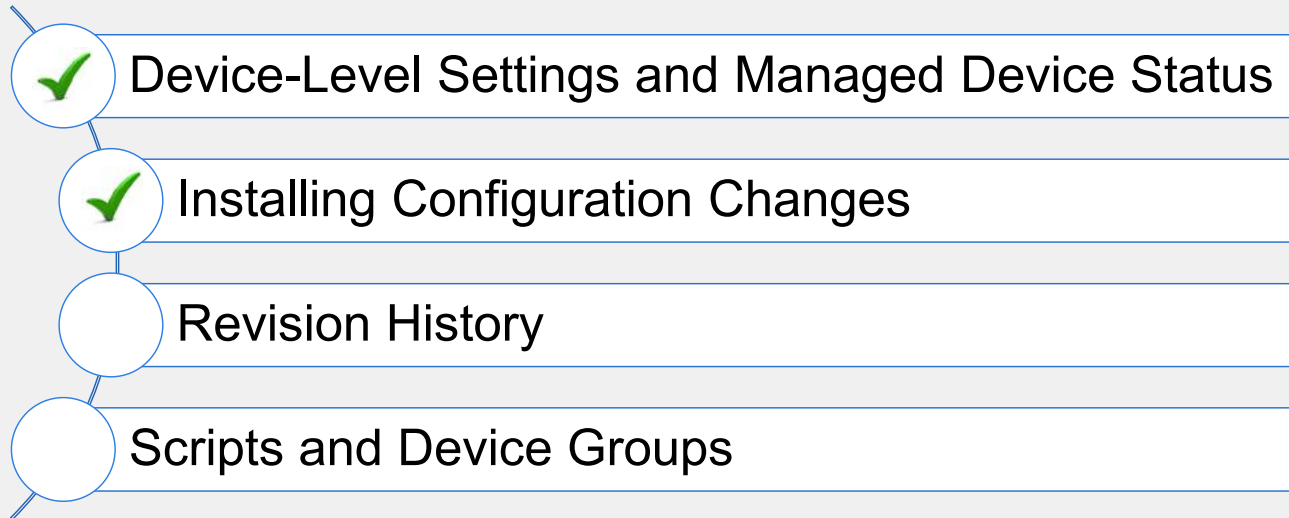 Device-Level Settings and Managed Device Status
Installing Configuration Changes
Revision History
Scripts and Device Groups